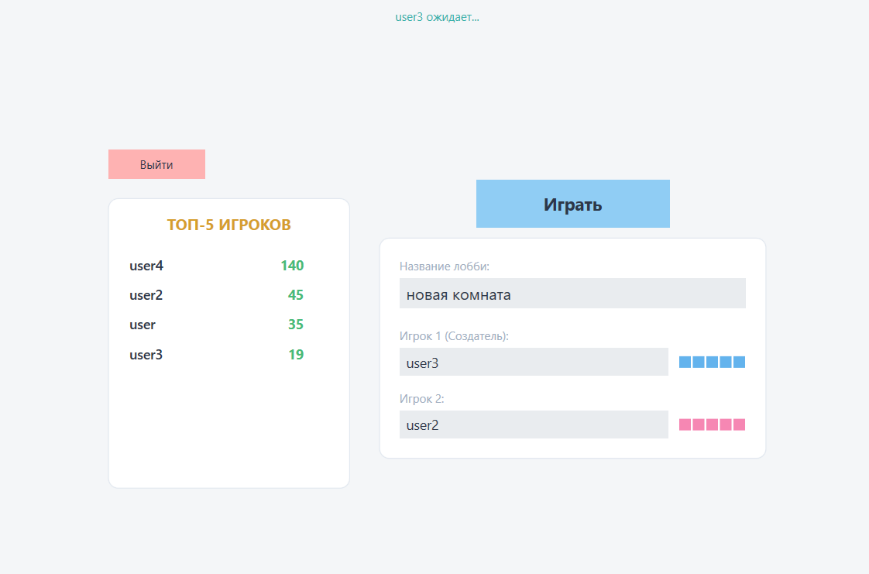 user3 ожидает...
Выйти
ТОП-5 ИГРОКОВ
user4 140
user2 45
user 35
user3 19
Играть
Название лобби:
новая комната
Игрок 1 (Создатель):
user3
Игрок 2:
user2